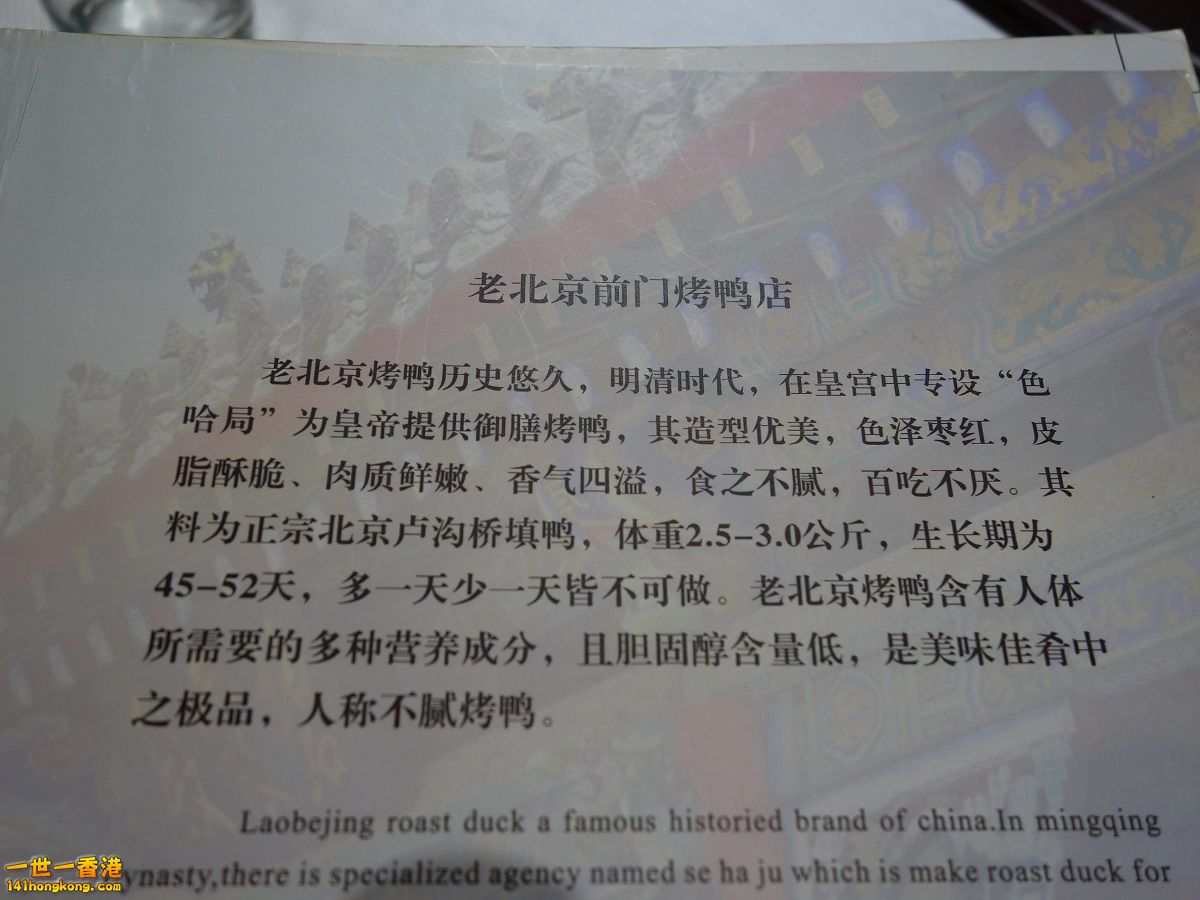 老北京前门烤鸭店
老北京烤鸭历史悠久，明清时代，在皇宫中专设“色
哈局”为皇帝提供御膳烤鸭，其造型优美，色泽枣红，皮
脂酥脆、肉质鲜嫩、香气四溢，食之不腻，百吃不厌。其
料为正宗北京卢沟桥填鸭，体重2.5-3.0公斤，生长期为
45-52天，多一天少一天皆不可做。老北京烤鸭含有人体
所需要的多种营养成分，且胆固醇含量低，是美味佳肴中
之极品，人称不腻烤鸭。
Laobejing roast duck a famous historied brand of china.In mingqing
ynasty,there is specialized agency named se ha ju which is make roast duck for
一世一香港
141hongkong.com